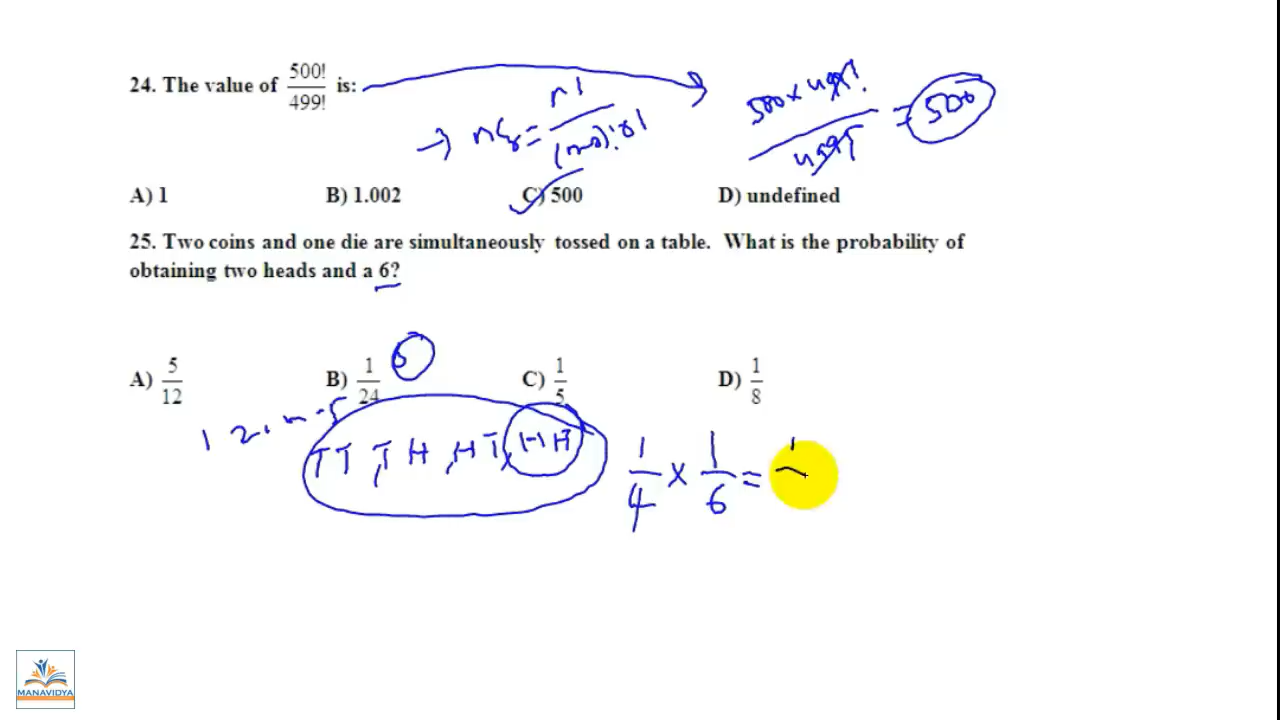 24. The value of 500!/499! is:
→ nCr = n!/(n-r)! r!
500 × 499!/499! = 500
A) 1 B) 1.002 C) 500 D) undefined
25. Two coins and one die are simultaneously tossed on a table. What is the probability of
obtaining two heads and a 6?
6
A) 5/12 B) 1/24 C) 1/5 D) 1/8
TT, TH, HT, HH
1/4 × 1/6 = 1
MANAVIDYA